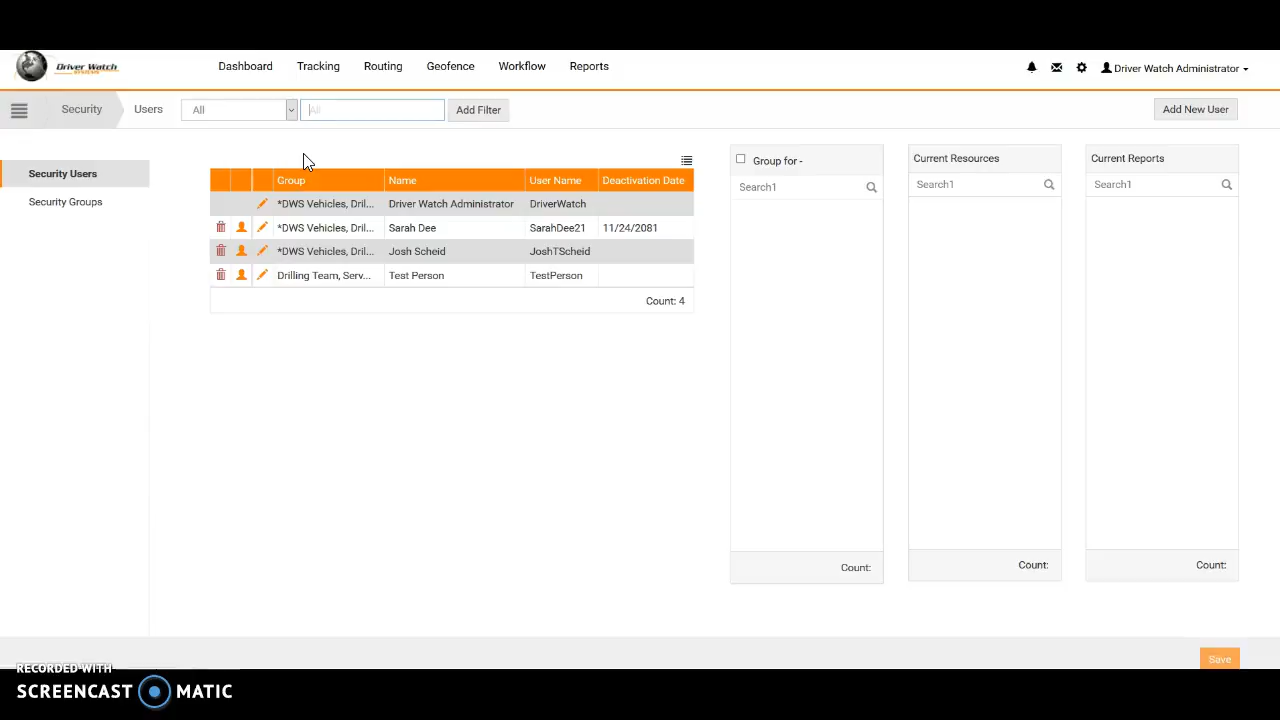 Driver Watch
SYSTEMS
Dashboard Tracking Routing Geofence Workflow Reports
Driver Watch Administrator
Security Users All All Add Filter Add New User
Security Users
Security Groups
Group Name User Name Deactivation Date
*DWS Vehicles, Dril... Driver Watch Administrator DriverWatch
*DWS Vehicles, Dril... Sarah Dee SarahDee21 11/24/2081
*DWS Vehicles, Dril... Josh Scheid JoshTScheid
Drilling Team, Serv... Test Person TestPerson
Count: 4
Group for -
Search1
Count:
Current Resources
Search1
Count:
Current Reports
Search1
Count:
Save
RECORDED WITH
SCREENCAST MATIC